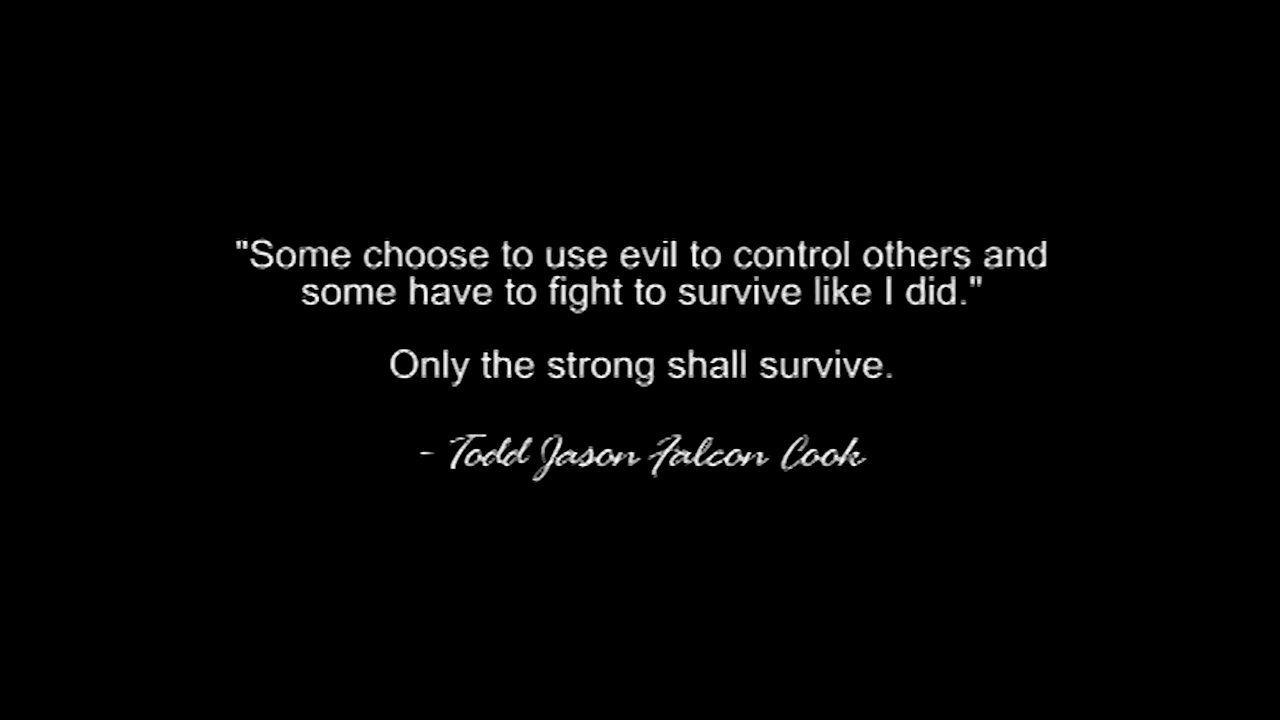 "Some choose to use evil to control others and
some have to fight to survive like I did."
Only the strong shall survive.
- Todd Jason Falcon Cook